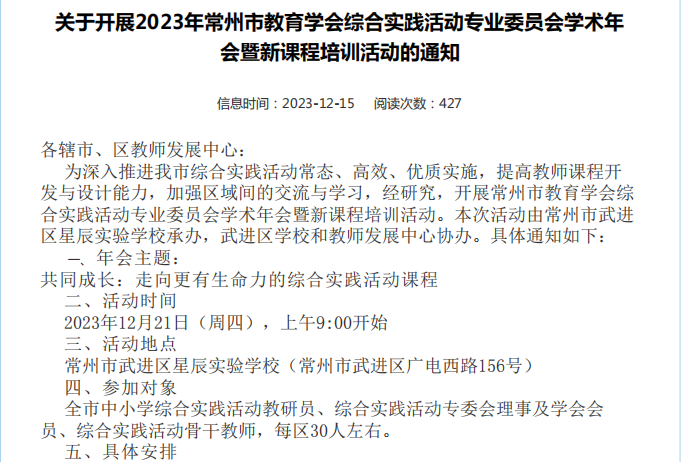 关于开展2023年常州市教育学会综合实践活动专业委员会学术年
会暨新课程培训活动的通知
信息时间：2023-12-15 阅读次数：427
各辖市、区教师发展中心：
为深入推进我市综合实践活动常态、高效、优质实施，提高教师课程开
发与设计能力，加强区域间的交流与学习，经研究，开展常州市教育学会综
合实践活动专业委员会学术年会暨新课程培训活动。本次活动由常州市武进
区星辰实验学校承办，武进区学校和教师发展中心协办。具体通知如下：
一、年会主题：
共同成长：走向更有生命力的综合实践活动课程
二、活动时间
2023年12月21日（周四），上午9:00开始
三、活动地点
常州市武进区星辰实验学校（常州市武进区广电西路156号）
四、参加对象
全市中小学综合实践活动教研员、综合实践活动专委会理事及学会会
员、综合实践活动骨干教师，每区30人左右。
五、具体安排